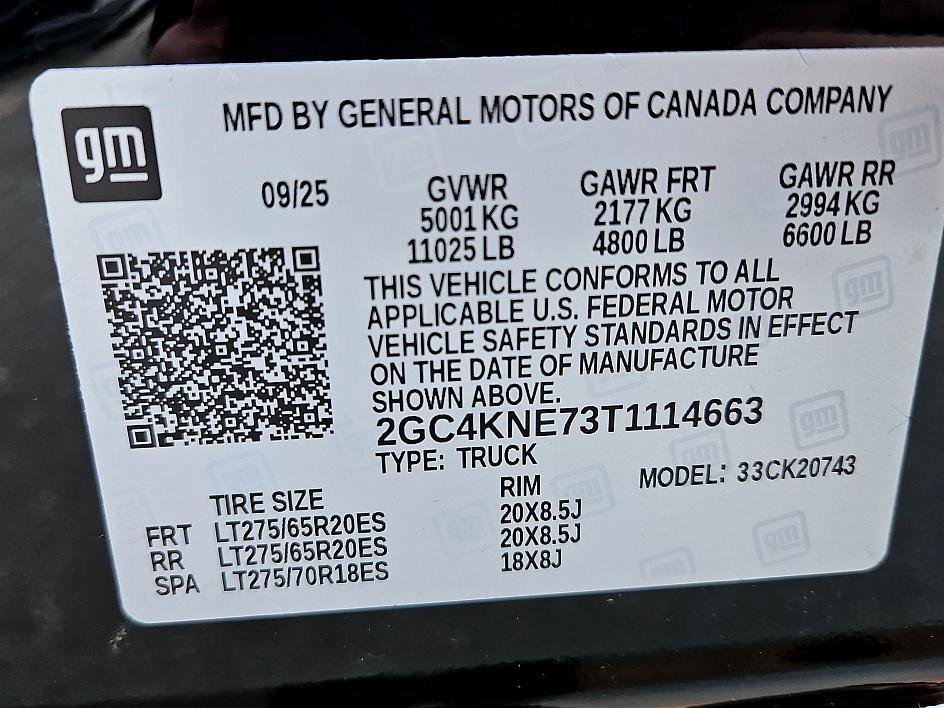 gm
MFD BY GENERAL MOTORS OF CANADA COMPANY
09/25 GVWR GAWR FRT GAWR RR
5001 KG 2177 KG 2994 KG
11025 LB 4800 LB 6600 LB
THIS VEHICLE CONFORMS TO ALL
APPLICABLE U.S. FEDERAL MOTOR
VEHICLE SAFETY STANDARDS IN EFFECT
ON THE DATE OF MANUFACTURE
SHOWN ABOVE.
2GC4KNE73T1114663
TYPE: TRUCK MODEL: 33CK20743
TIRE SIZE RIM
FRT LT275/65R20ES 20X8.5J
RR LT275/65R20ES 20X8.5J
SPA LT275/70R18ES 18X8J